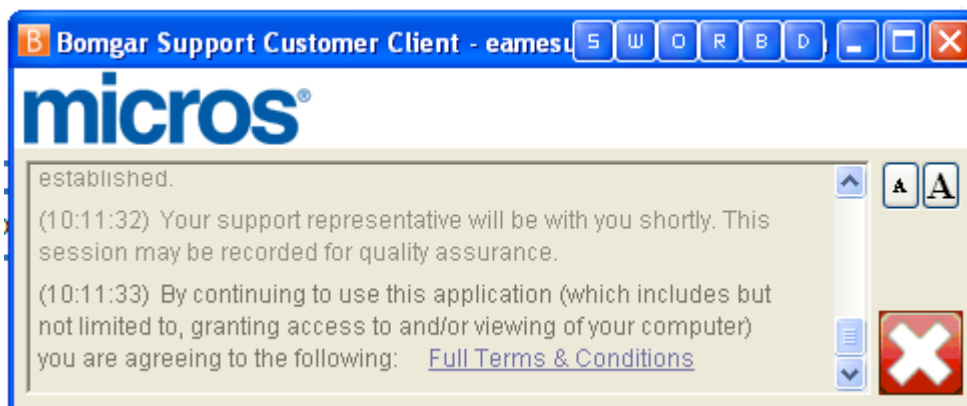 B Bomgar Support Customer Client - eamesu S W O R B D
micros®
established.
(10:11:32) Your support representative will be with you shortly. This
session may be recorded for quality assurance.
(10:11:33) By continuing to use this application (which includes but
not limited to, granting access to and/or viewing of your computer)
you are agreeing to the following: Full Terms & Conditions
A A